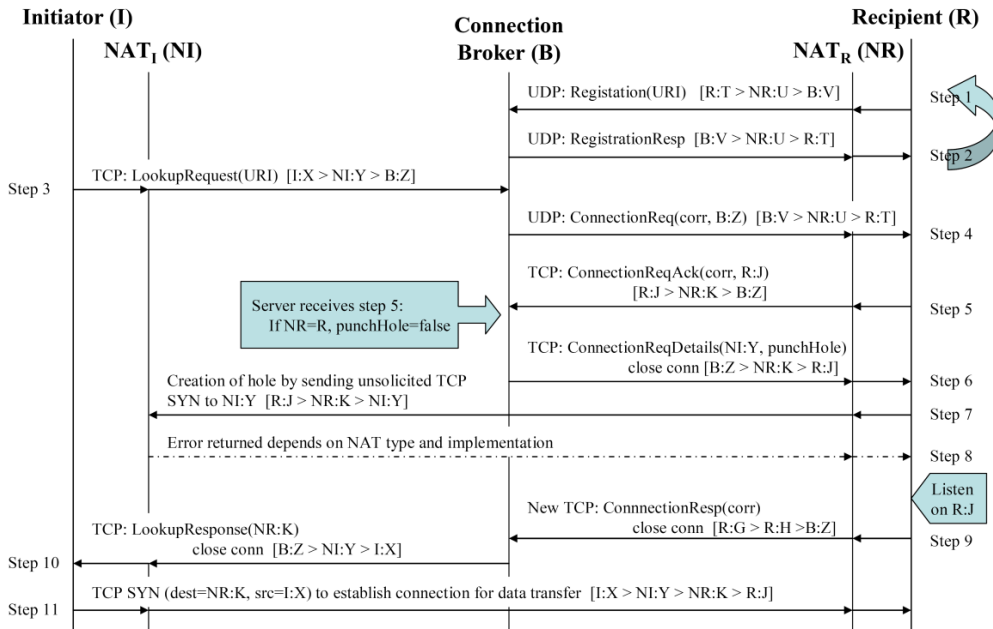 Initiator (I)
Recipient (R)
NATI (NI)
Connection
Broker (B)
NATR (NR)
UDP: Registation(URI) [R:T > NR:U > B:V]
Step 1
UDP: RegistrationResp [B:V > NR:U > R:T]
Step 2
Step 3
TCP: LookupRequest(URI) [I:X > NI:Y > B:Z]
UDP: ConnectionReq(corr, B:Z) [B:V > NR:U > R:T]
Step 4
TCP: ConnectionReqAck(corr, R:J)
[R:J > NR:K > B:Z]
Step 5
Server receives step 5:
If NR=R, punchHole=false
TCP: ConnectionReqDetails(NI:Y, punchHole)
close conn [B:Z > NR:K > R:J]
Step 6
Creation of hole by sending unsolicited TCP
SYN to NI:Y [R:J > NR:K > NI:Y]
Step 7
Error returned depends on NAT type and implementation
Step 8
Listen
on R:J
New TCP: ConnnectionResp(corr)
close conn [R:G > R:H >B:Z]
Step 9
TCP: LookupResponse(NR:K)
close conn [B:Z > NI:Y > I:X]
Step 10
TCP SYN (dest=NR:K, src=I:X) to establish connection for data transfer [I:X > NI:Y > NR:K > R:J]
Step 11